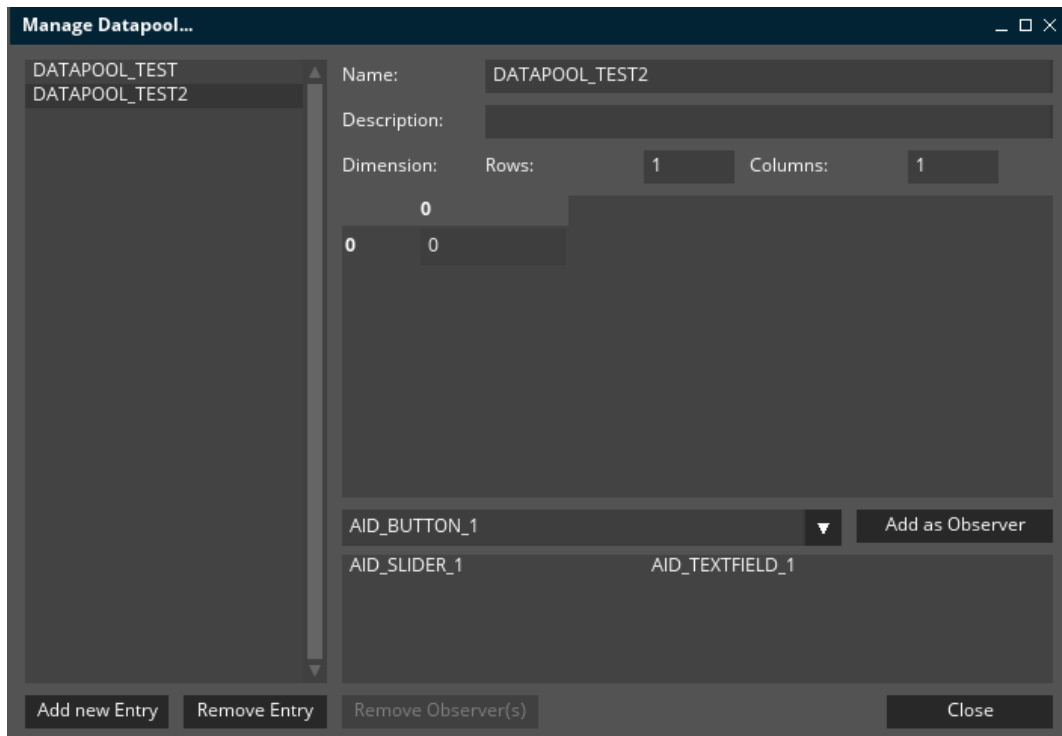 Manage Datapool...
DATAPOOL_TEST
DATAPOOL_TEST2
Name: DATAPOOL_TEST2
Description:
Dimension: Rows: 1 Columns: 1
0
0 0
AID_BUTTON_1 Add as Observer
AID_SLIDER_1 AID_TEXTFIELD_1
Add new Entry Remove Entry Remove Observer(s) Close